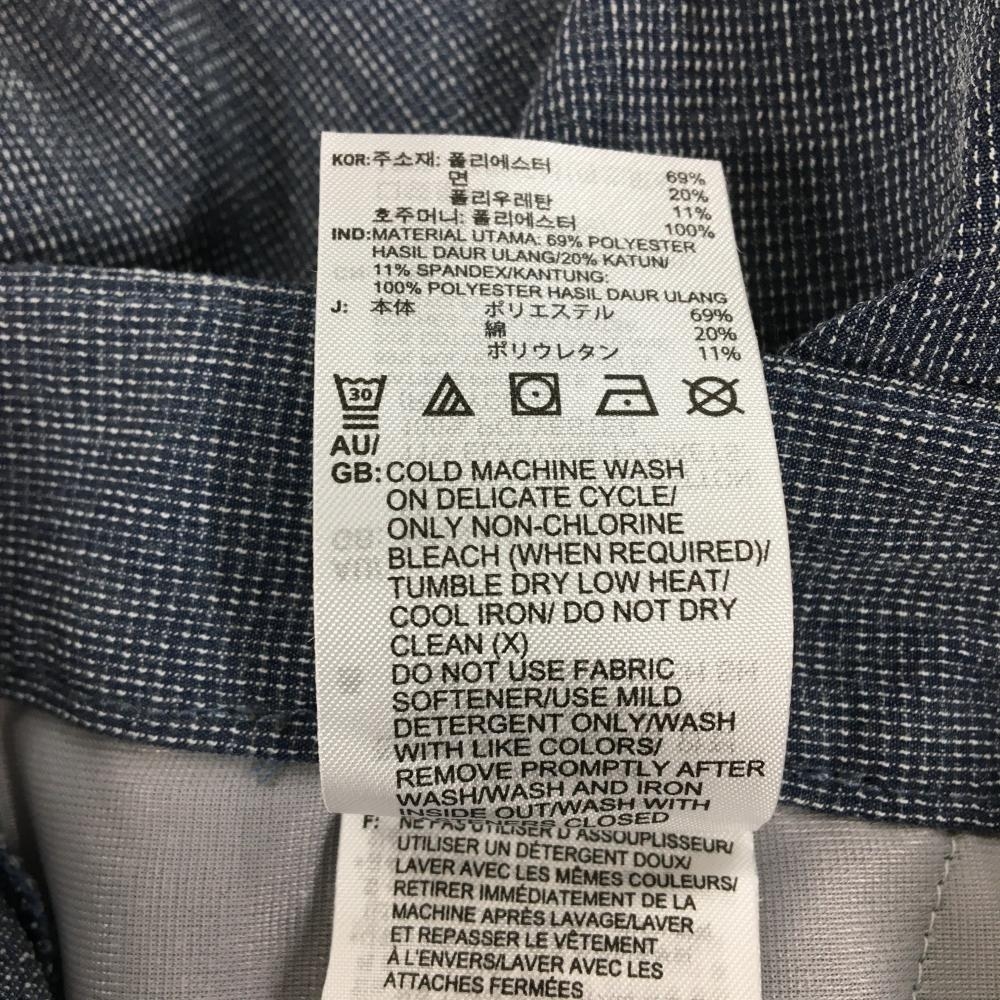 KOR:주소재: 폴리에스터 69%
면 20%
폴리우레탄 11%
호주머니: 폴리에스터 100%
IND:MATERIAL UTAMA: 69% POLYESTER
HASIL DAUR ULANG/20% KATUN/
11% SPANDEX/KANTUNG:
100% POLYESTER HASIL DAUR ULANG
J: 本体 ポリエステル 69%
綿 20%
ポリウレタン 11%
30
AU/
GB: COLD MACHINE WASH
ON DELICATE CYCLE/
ONLY NON-CHLORINE
BLEACH (WHEN REQUIRED)/
TUMBLE DRY LOW HEAT/
COOL IRON/ DO NOT DRY
CLEAN (X)
DO NOT USE FABRIC
SOFTENER/USE MILD
DETERGENT ONLY/WASH
WITH LIKE COLORS/
REMOVE PROMPTLY AFTER
WASH/WASH AND IRON
INSIDE OUT/WASH WITH
FASTENERS CLOSED
F: NE PAS UTILISER D'ASSOUPLISSEUR/
UTILISER UN DÉTERGENT DOUX/
LAVER AVEC LES MÊMES COULEURS/
RETIRER IMMÉDIATEMENT DE LA
MACHINE APRÈS LAVAGE/LAVER
ET REPASSER LE VÊTEMENT
À L'ENVERS/LAVER AVEC LES
ATTACHES FERMÉES